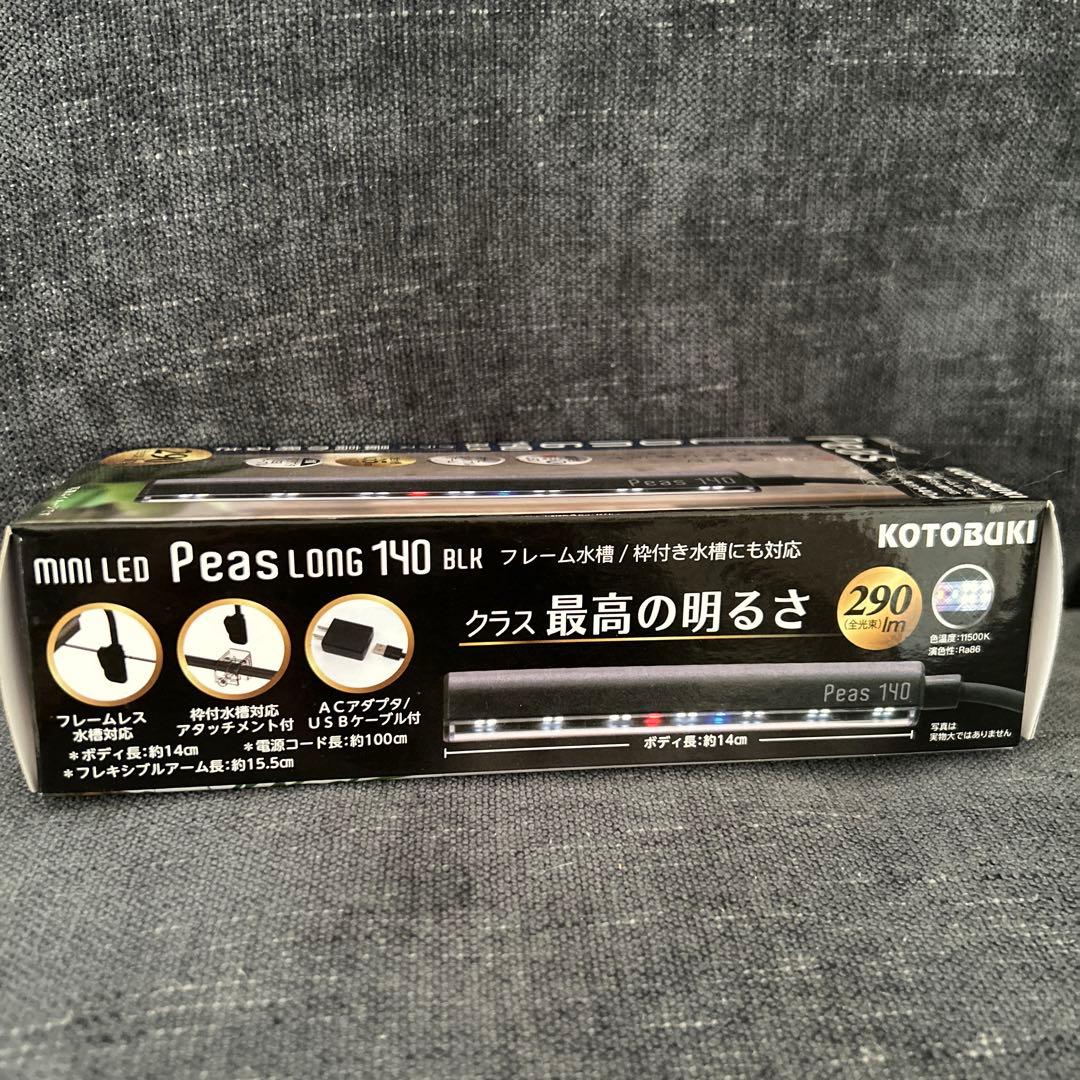 Peas 140
MINI LED Peas LONG 140 BLK フレーム水槽/枠付き水槽にも対応
KOTOBUKI
クラス 最高の明るさ
290
(全光束) lm
色温度:11500K
演色性:Ra86
フレームレス
水槽対応
枠付水槽対応
アタッチメント付
ACアダプタ/
USBケーブル付
*ボディ長:約14㎝
*電源コード長:約100㎝
*フレキシブルアーム長:約15.5㎝
Peas 140
ボディ長:約14㎝
写真は
実物大ではありません